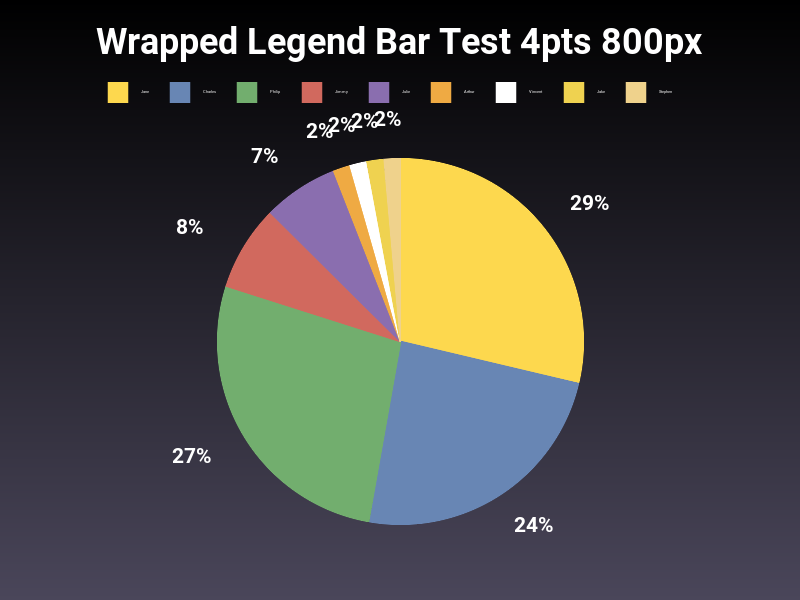 Wrapped Legend Bar Test 4pts 800px
Jane Charles Philip Jimmy Julie Arthur Vincent Jake Stephen
2% 2% 2% 2%
7%
29%
8%
27%
24%